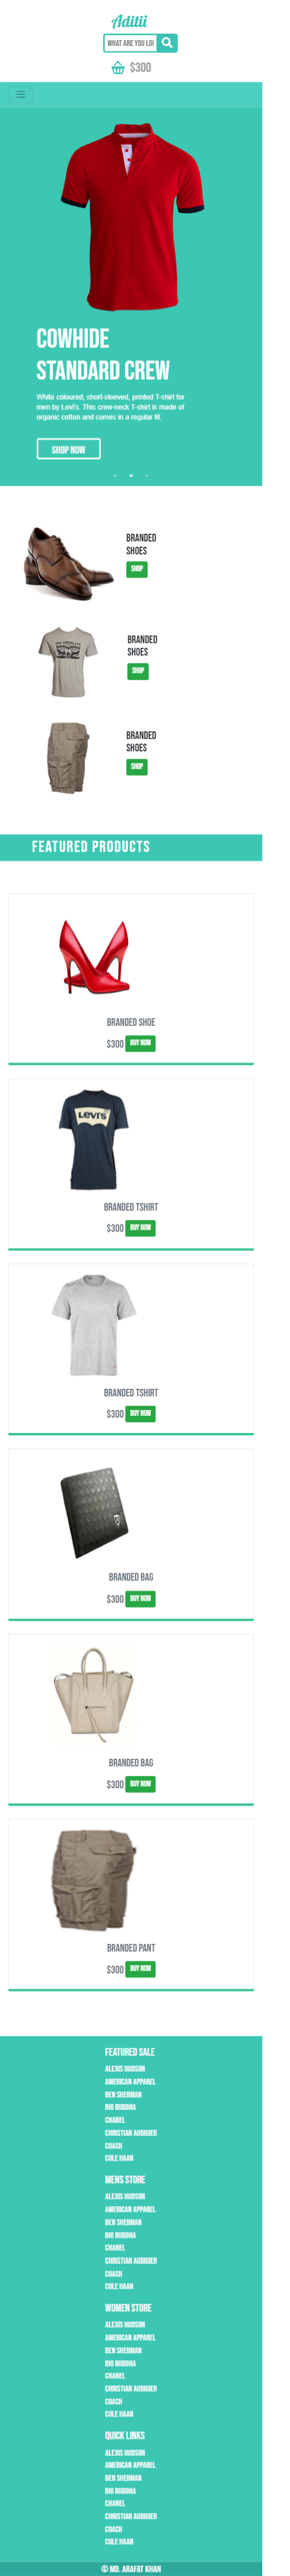 Aditii
WHAT ARE YOU LOO
$300
COWHIDE
STANDARD CREW
White coloured, short-sleeved, printed T-shirt for
men by Levi's. This crew-neck T-shirt is made of
organic cotton and comes in a regular fit.
SHOP NOW
BRANDED
SHOES
SHOP
BRANDED
SHOES
SHOP
BRANDED
SHOES
SHOP
FEATURED PRODUCTS
BRANDED SHOE
$300 BUY NOW
LEVI'S
BRANDED TSHIRT
$300 BUY NOW
BRANDED TSHIRT
$300 BUY NOW
BRANDED BAG
$300 BUY NOW
BRANDED BAG
$300 BUY NOW
BRANDED PANT
$300 BUY NOW
FEATURED SALE
ALEXIS HUDSON
AMERICAN APPAREL
BEN SHERMAN
BIG BUDDHA
CHANEL
CHRISTIAN AUDIGIER
COACH
COLE HAAN
MENS STORE
ALEXIS HUDSON
AMERICAN APPAREL
BEN SHERMAN
BIG BUDDHA
CHANEL
CHRISTIAN AUDIGIER
COACH
COLE HAAN
WOMEN STORE
ALEXIS HUDSON
AMERICAN APPAREL
BEN SHERMAN
BIG BUDDHA
CHANEL
CHRISTIAN AUDIGIER
COACH
COLE HAAN
QUICK LINKS
ALEXIS HUDSON
AMERICAN APPAREL
BEN SHERMAN
BIG BUDDHA
CHANEL
CHRISTIAN AUDIGIER
COACH
COLE HAAN
© MD. ARAFAT KHAN